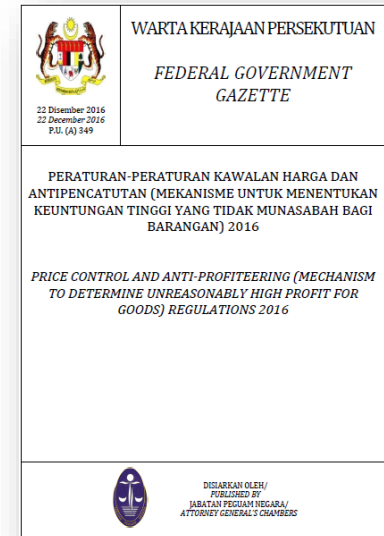 WARTA KERAJAAN PERSEKUTUAN
FEDERAL GOVERNMENT
GAZETTE
22 Disember 2016
22 December 2016
P.U. (A) 349
PERATURAN-PERATURAN KAWALAN HARGA DAN
ANTIPENCATUTAN (MEKANISME UNTUK MENENTUKAN
KEUNTUNGAN TINGGI YANG TIDAK MUNASABAH BAGI
BARANGAN) 2016
PRICE CONTROL AND ANTI-PROFITEERING (MECHANISM
TO DETERMINE UNREASONABLY HIGH PROFIT FOR
GOODS) REGULATIONS 2016
DISIARKAN OLEH/
PUBLISHED BY
JABATAN PEGUAM NEGARA/
ATTORNEY GENERAL'S CHAMBERS